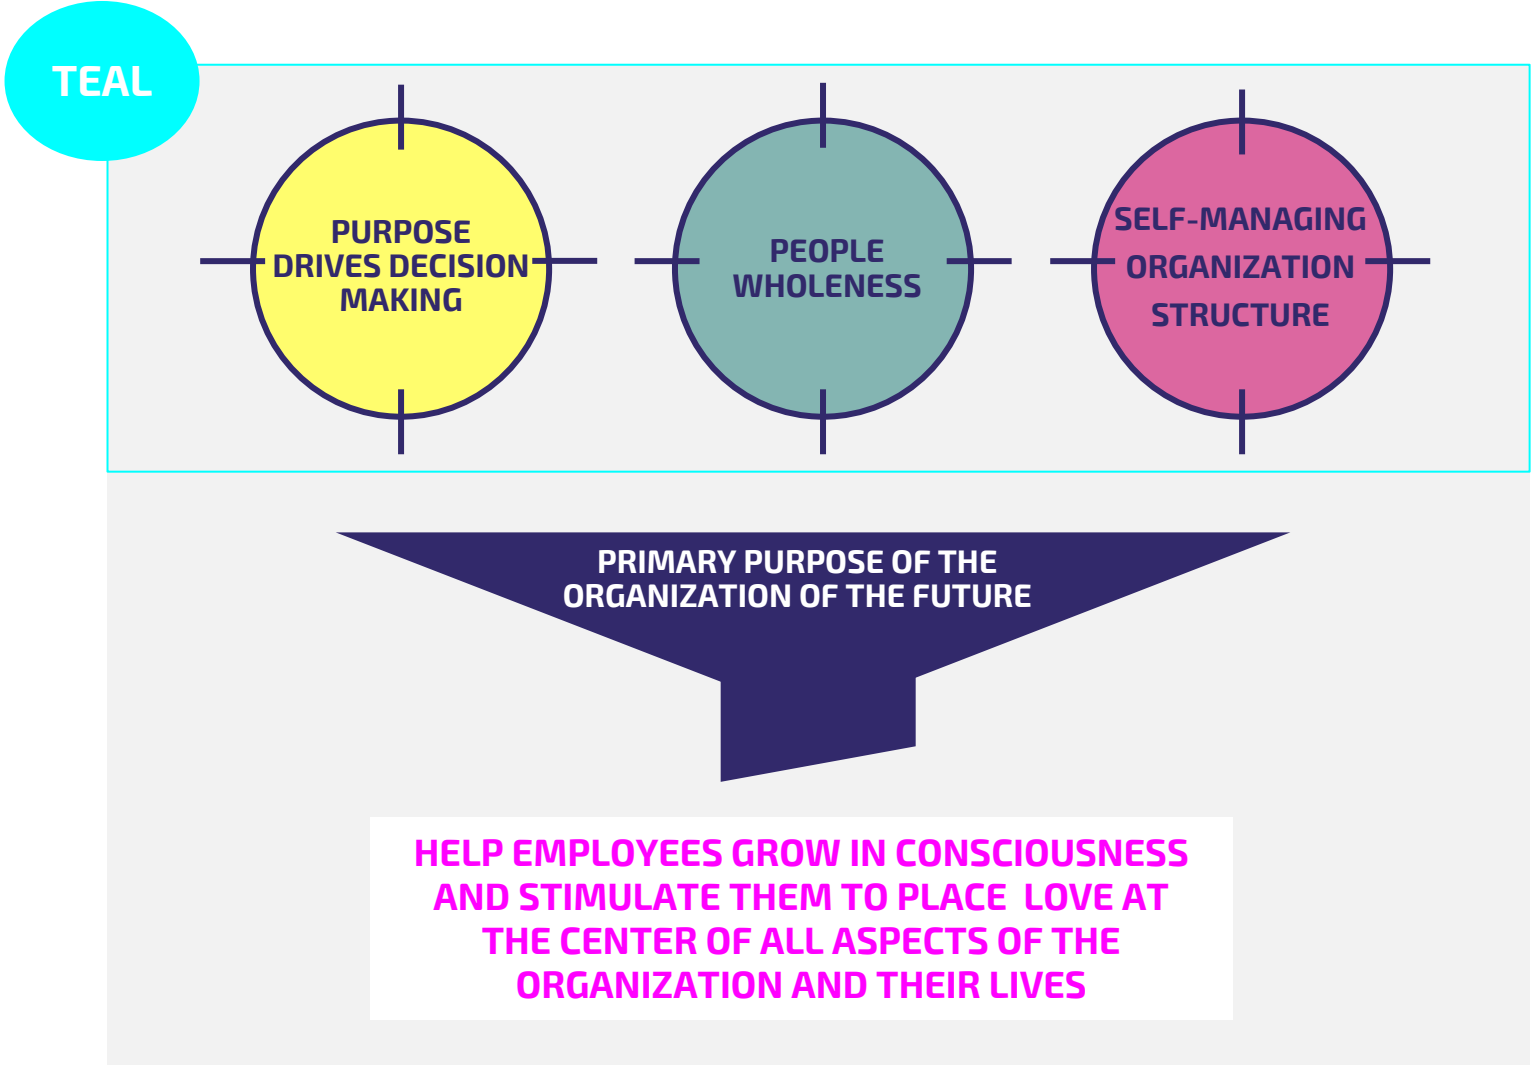 TEAL
PURPOSE
DRIVES DECISION
MAKING
PEOPLE
WHOLENESS
SELF-MANAGING
ORGANIZATION
STRUCTURE
PRIMARY PURPOSE OF THE
ORGANIZATION OF THE FUTURE
HELP EMPLOYEES GROW IN CONSCIOUSNESS
AND STIMULATE THEM TO PLACE  LOVE AT
THE CENTER OF ALL ASPECTS OF THE
ORGANIZATION AND THEIR LIVES